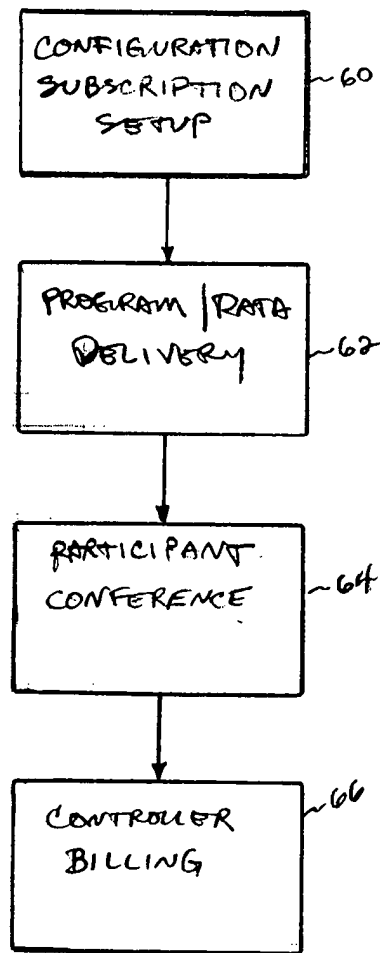 CONFIGURATION
SUBSCRIPTION
SETUP
60
PROGRAM / DATA
DELIVERY
62
PARTICIPANT
CONFERENCE
64
CONTROLLER
BILLING
66